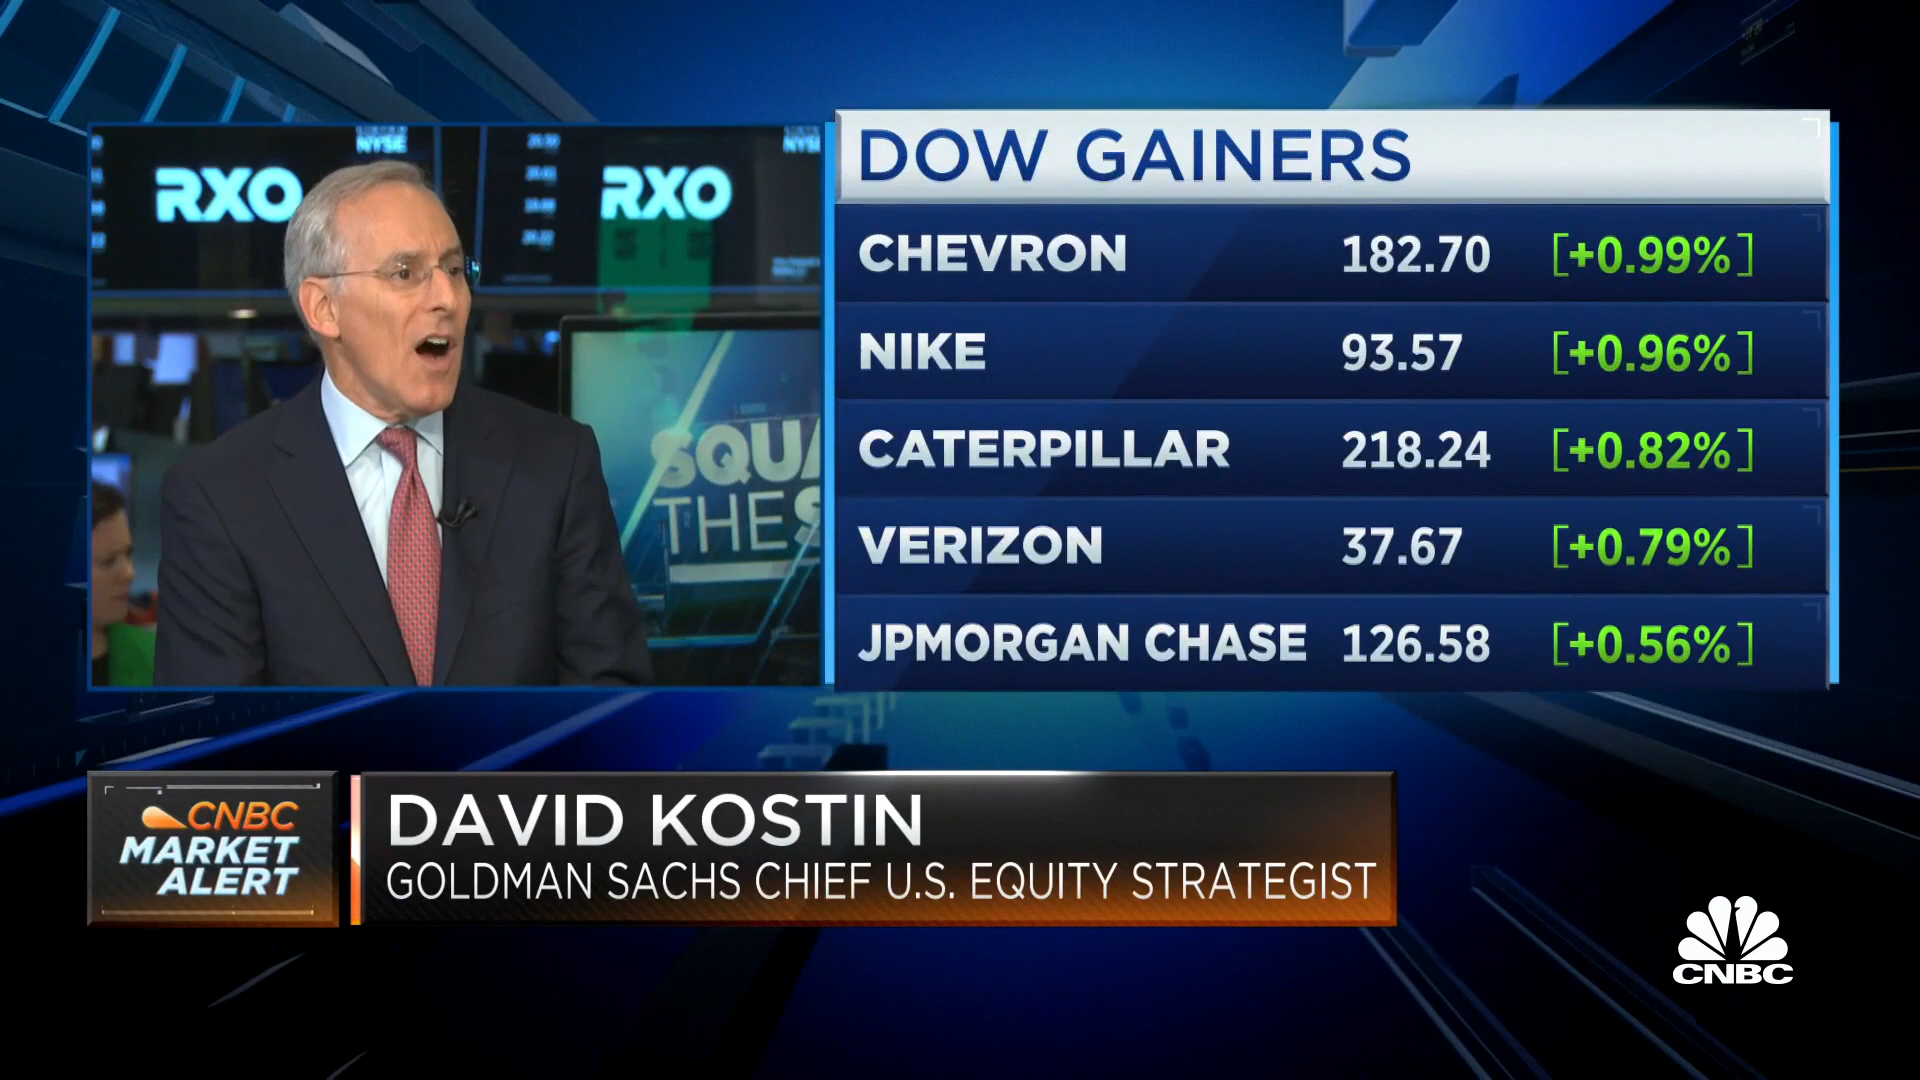 NYSE
RXO
RXO
SQUA
THE S
DOW GAINERS
CHEVRON 182.70 [+0.99%]
NIKE 93.57 [+0.96%]
CATERPILLAR 218.24 [+0.82%]
VERIZON 37.67 [+0.79%]
JPMORGAN CHASE 126.58 [+0.56%]
CNBC
MARKET
ALERT
DAVID KOSTIN
GOLDMAN SACHS CHIEF U.S. EQUITY STRATEGIST
CNBC